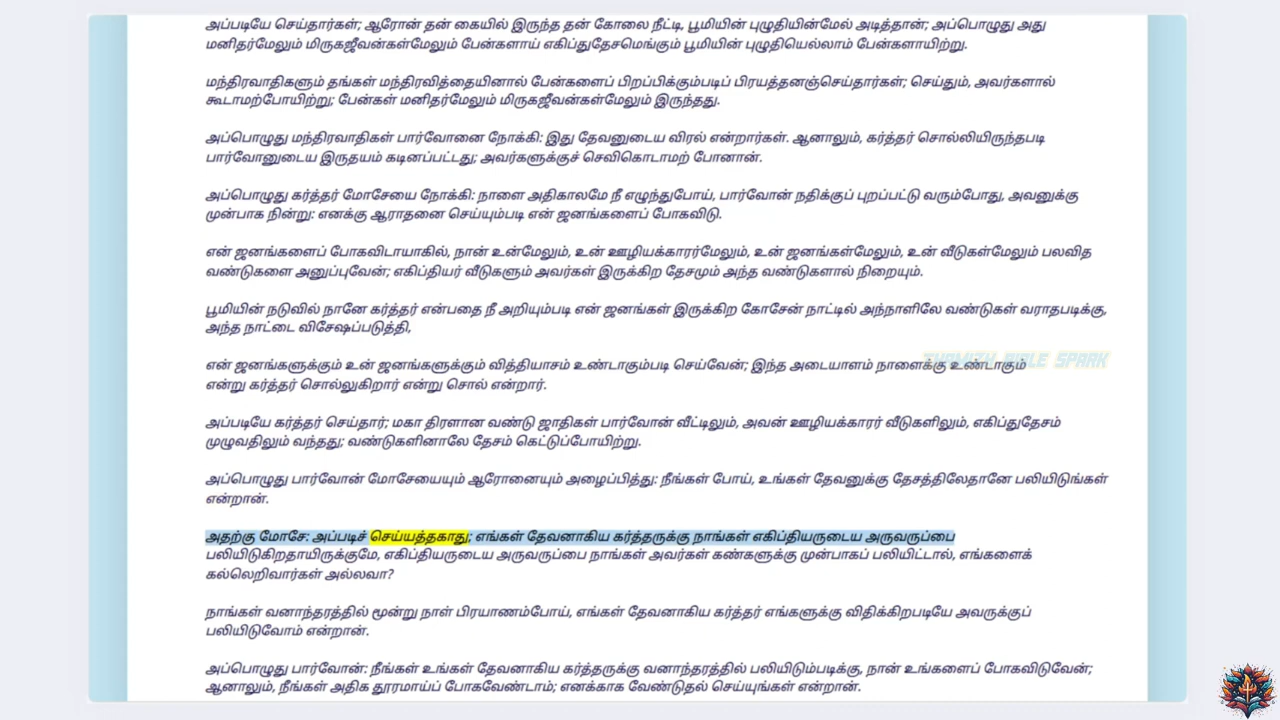 அப்படியே செய்தார்கள்; ஆரோன் தன் கையில் இருந்த தன் கோலை நீட்டி, பூமியின் புழுதியின்மேல் அடித்தான்; அப்பொழுது அது
மனிதர்மேலும் மிருகஜீவன்கள்மேலும் பேன்களாய் எகிப்துதேசமெங்கும் பூமியின் புழுதியெல்லாம் பேன்களாயிற்று.
மந்திரவாதிகளும் தங்கள் மந்திரவித்தையினால் பேன்களைப் பிறப்பிக்கும்படிப் பிரயத்தனஞ்செய்தார்கள்; செய்தும், அவர்களால்
கூடாமற்போயிற்று; பேன்கள் மனிதர்மேலும் மிருகஜீவன்கள்மேலும் இருந்தது.
அப்பொழுது மந்திரவாதிகள் பார்வோனை நோக்கி: இது தேவனுடைய விரல் என்றார்கள். ஆனாலும், கர்த்தர் சொல்லியிருந்தபடி
பார்வோனுடைய இருதயம் கடினப்பட்டது; அவர்களுக்குச் செவிகொடாமற் போனான்.
அப்பொழுது கர்த்தர் மோசேயை நோக்கி: நாளை அதிகாலமே நீ எழுந்துபோய், பார்வோன் நதிக்குப் புறப்பட்டு வரும்போது, அவனுக்கு
முன்பாக நின்று: எனக்கு ஆராதனை செய்யும்படி என் ஜனங்களைப் போகவிடு.
என் ஜனங்களைப் போகவிடாயாகில், நான் உன்மேலும், உன் ஊழியக்காரர்மேலும், உன் ஜனங்கள்மேலும், உன் வீடுகள்மேலும் பலவித
வண்டுகளை அனுப்புவேன்; எகிப்தியர் வீடுகளும் அவர்கள் இருக்கிற தேசமும் அந்த வண்டுகளால் நிறையும்.
பூமியின் நடுவில் நானே கர்த்தர் என்பதை நீ அறியும்படி என் ஜனங்கள் இருக்கிற கோசேன் நாட்டில் அந்நாளிலே வண்டுகள் வராதபடிக்கு,
அந்த நாட்டை விசேஷப்படுத்தி,
என் ஜனங்களுக்கும் உன் ஜனங்களுக்கும் வித்தியாசம் உண்டாகும்படி செய்வேன்; இந்த அடையாளம் நாளைக்கு உண்டாகும்
THAMIZH BIBLE SPARK
என்று கர்த்தர் சொல்லுகிறார் என்று சொல் என்றார்.
அப்படியே கர்த்தர் செய்தார்; மகா திரளான வண்டு ஜாதிகள் பார்வோன் வீட்டிலும், அவன் ஊழியக்காரர் வீடுகளிலும், எகிப்துதேசம்
முழுவதிலும் வந்தது; வண்டுகளினாலே தேசம் கெட்டுப்போயிற்று.
அப்பொழுது பார்வோன் மோசேயையும் ஆரோனையும் அழைப்பித்து: நீங்கள் போய், உங்கள் தேவனுக்கு தேசத்திலேதானே பலியிடுங்கள்
என்றான்.
அதற்கு மோசே: அப்படிச் செய்யத்தகாது; எங்கள் தேவனாகிய கர்த்தருக்கு நாங்கள் எகிப்தியருடைய அருவருப்பை
பலியிடுகிறதாயிருக்குமே, எகிப்தியருடைய அருவருப்பை நாங்கள் அவர்கள் கண்களுக்கு முன்பாகப் பலியிட்டால், எங்களைக்
கல்லெறிவார்கள் அல்லவா?
நாங்கள் வனாந்தரத்தில் மூன்று நாள் பிரயாணம்போய், எங்கள் தேவனாகிய கர்த்தர் எங்களுக்கு விதிக்கிறபடியே அவருக்குப்
பலியிடுவோம் என்றான்.
அப்பொழுது பார்வோன்: நீங்கள் உங்கள் தேவனாகிய கர்த்தருக்கு வனாந்தரத்தில் பலியிடும்படிக்கு, நான் உங்களைப் போகவிடுவேன்;
ஆனாலும், நீங்கள் அதிக தூரமாய்ப் போகவேண்டாம்; எனக்காக வேண்டுதல் செய்யுங்கள் என்றான்.